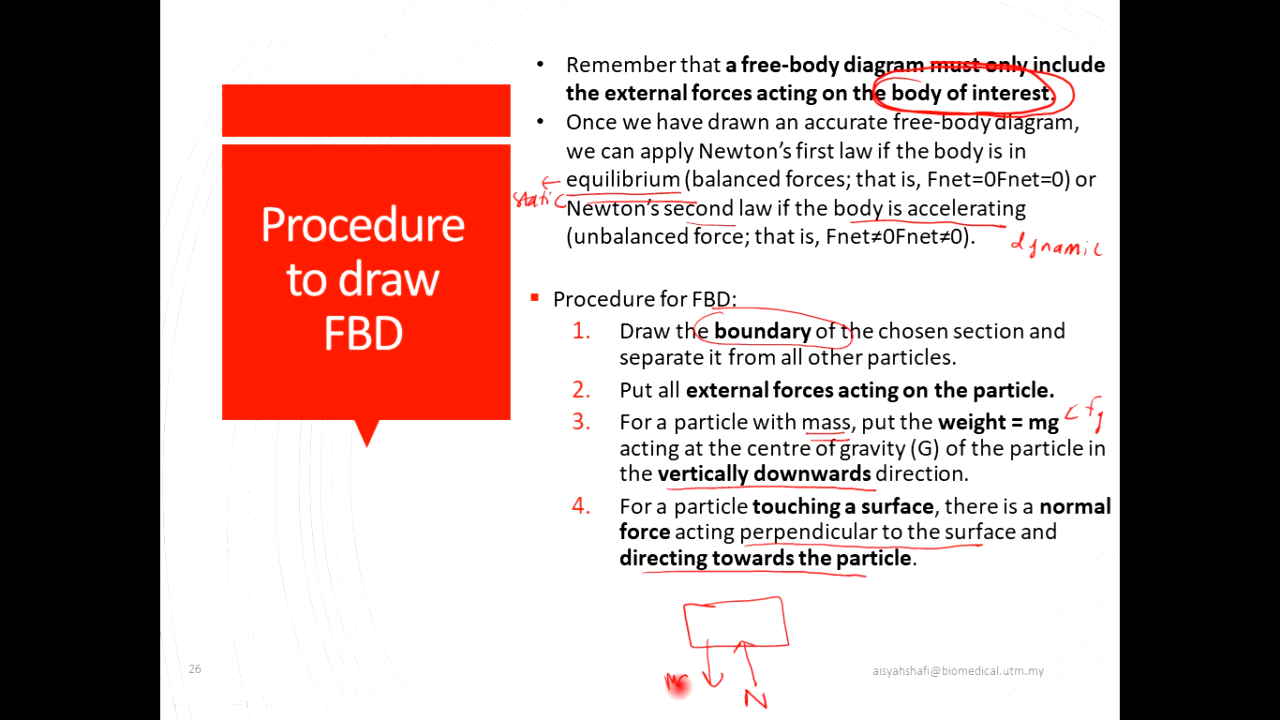 Procedure
to draw
FBD
• Remember that a free-body diagram must only include
the external forces acting on the body of interest.
• Once we have drawn an accurate free-body diagram,
we can apply Newton's first law if the body is in
equilibrium (balanced forces; that is, Fnet=0Fnet=0) or
static
Newton's second law if the body is accelerating
(unbalanced force; that is, Fnet≠0Fnet≠0).
dynamic
▪ Procedure for FBD:
1. Draw the boundary of the chosen section and
separate it from all other particles.
2. Put all external forces acting on the particle.
3. For a particle with mass, put the weight = mg
acting at the centre of gravity (G) of the particle in
the vertically downwards direction.
4. For a particle touching a surface, there is a normal
force acting perpendicular to the surface and
directing towards the particle.
N
26
aisyahshafi@biomedical.utm.my